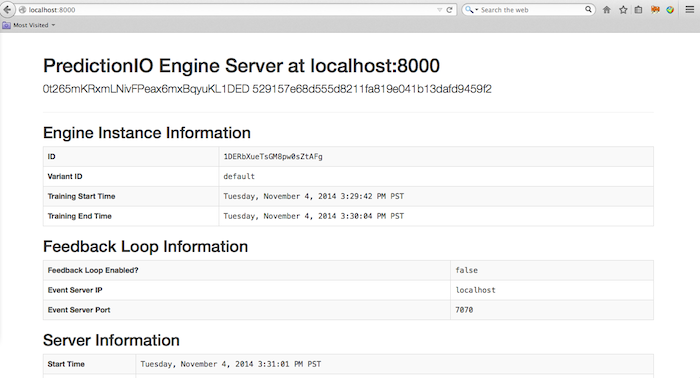 localhost:8000
Search the web
Most Visited
PredictionIO Engine Server at localhost:8000
0t265mKRxmLNivFPeax6mxBqyuKL1DED 529157e68d555d8211fa819e041b13dafd9459f2
Engine Instance Information
ID 1DERbXueTsGM8pw0sZtAFg
Variant ID default
Training Start Time Tuesday, November 4, 2014 3:29:42 PM PST
Training End Time Tuesday, November 4, 2014 3:30:04 PM PST
Feedback Loop Information
Feedback Loop Enabled? false
Event Server IP localhost
Event Server Port 7070
Server Information
Start Time Tuesday, November 4, 2014 3:31:01 PM PST